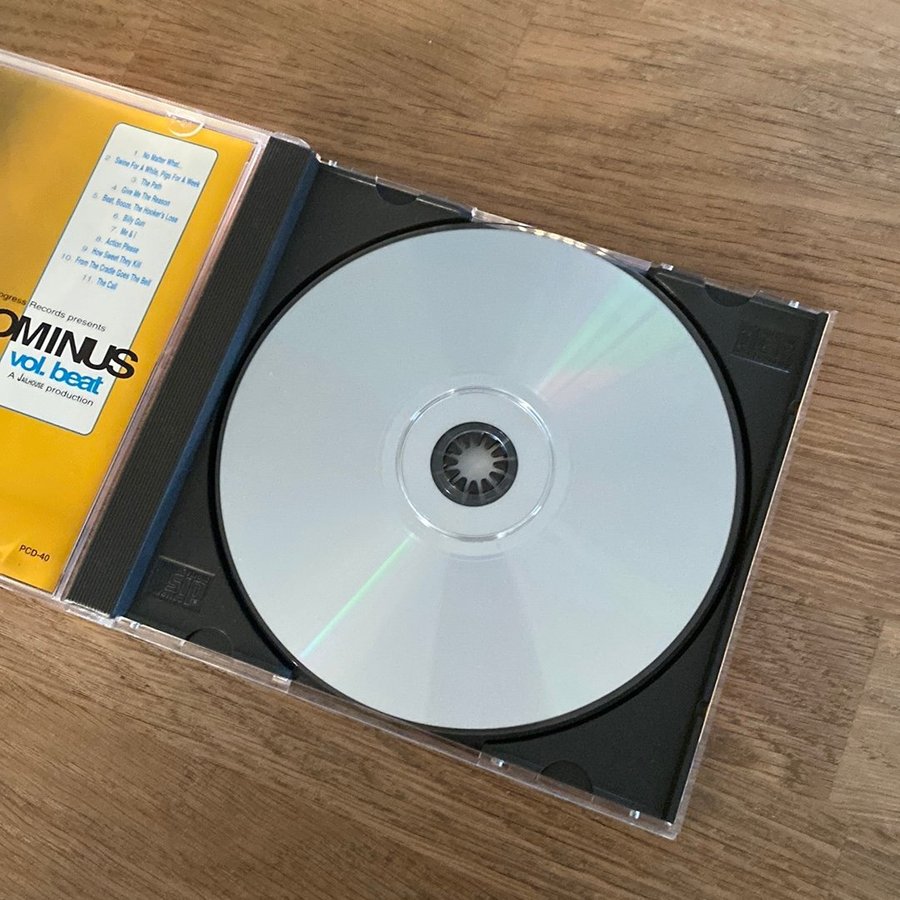 1. No Matter What...
2. Swine For A While, Pigs For A Week
3. The Path
4. Give Me The Reason
5. Beat, Booze, The Hooker's Lose
6. Billy Gun
7. Me & I
8. Action Please
9. How Sweet They Kill
10. From The Cradle Goes The Bell
11. The Call
ogress Records presents
OMINUS
vol. beat
A JAILHOUSE production
PCD-40